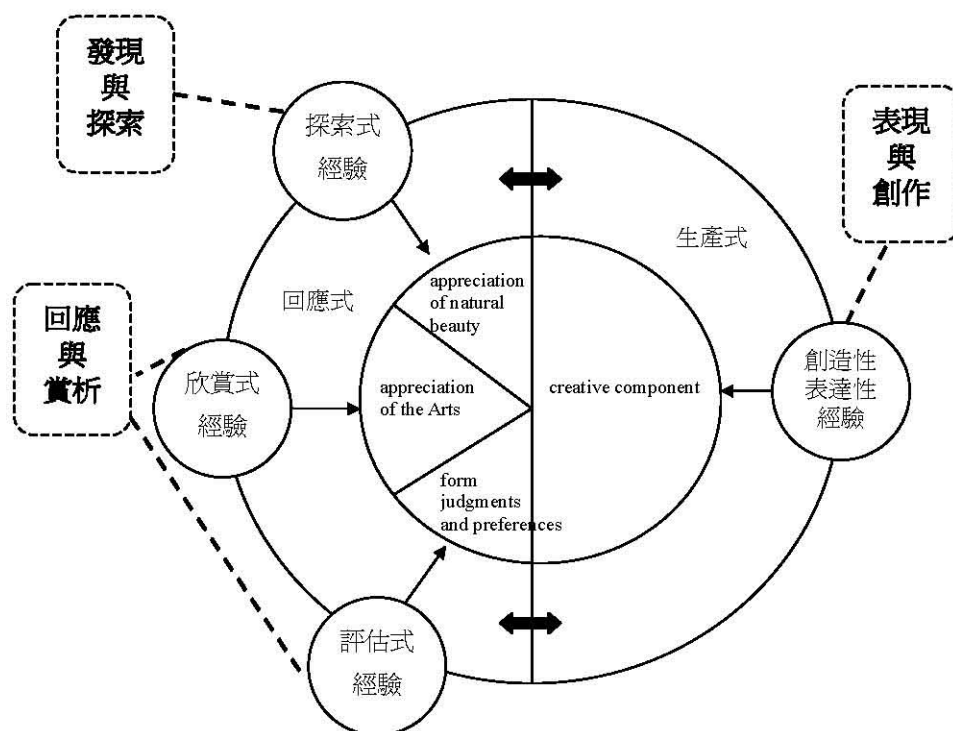 發現
與
探索
探索式
經驗
表現
與
創作
生產式
回應式
appreciation
of natural
beauty
回應
與
賞析
欣賞式
經驗
appreciation
of the Arts
creative component
創造性
表達性
經驗
form
judgments
and preferences
評估式
經驗